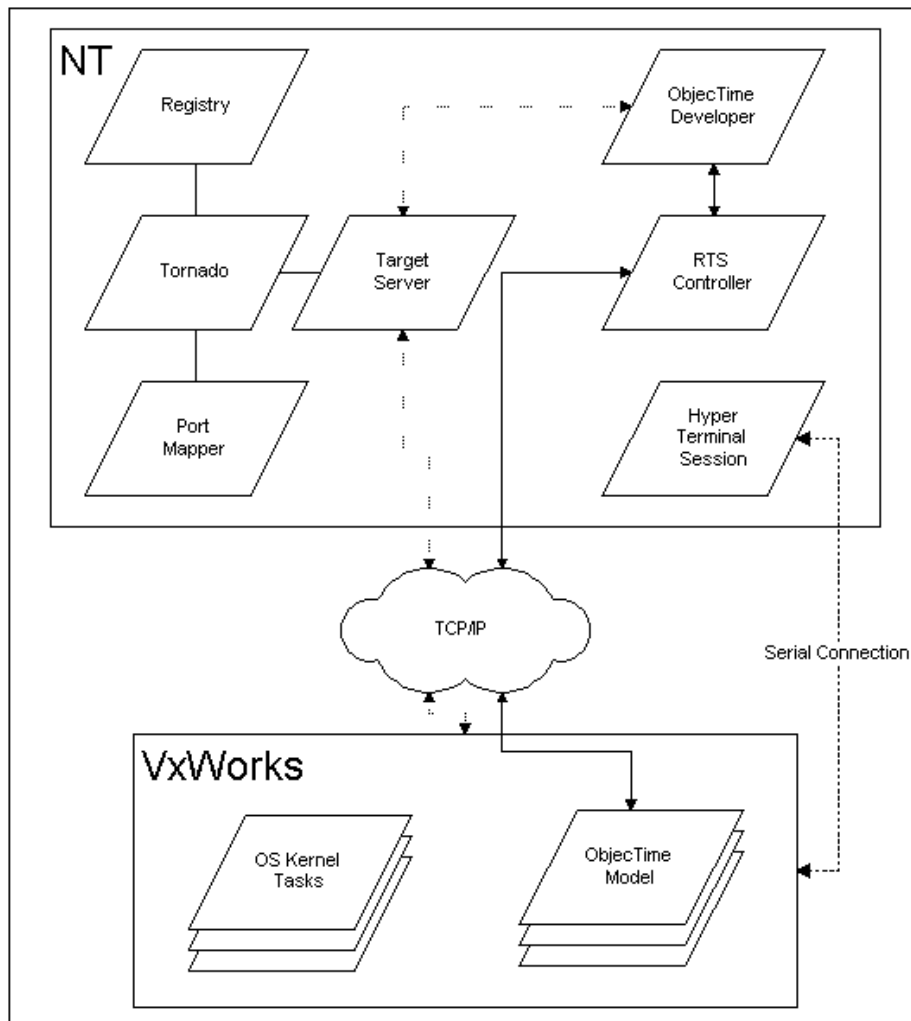 NT
Registry
ObjecTime
Developer
Tornado
Target
Server
RTS
Controller
Port
Mapper
Hyper
Terminal
Session
TCP/IP
Serial Connection
VxWorks
OS Kernel
Tasks
ObjecTime
Model